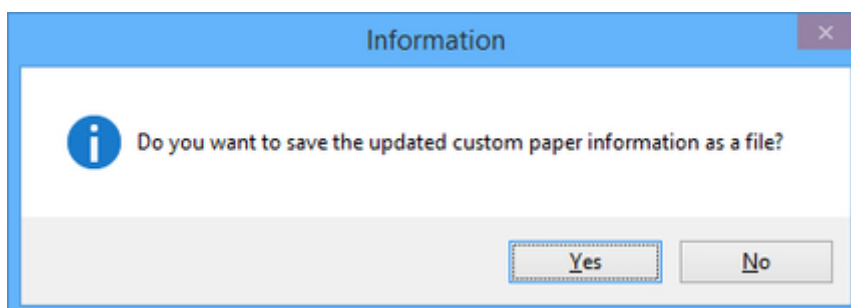 Information
Do you want to save the updated custom paper information as a file?
Yes
No